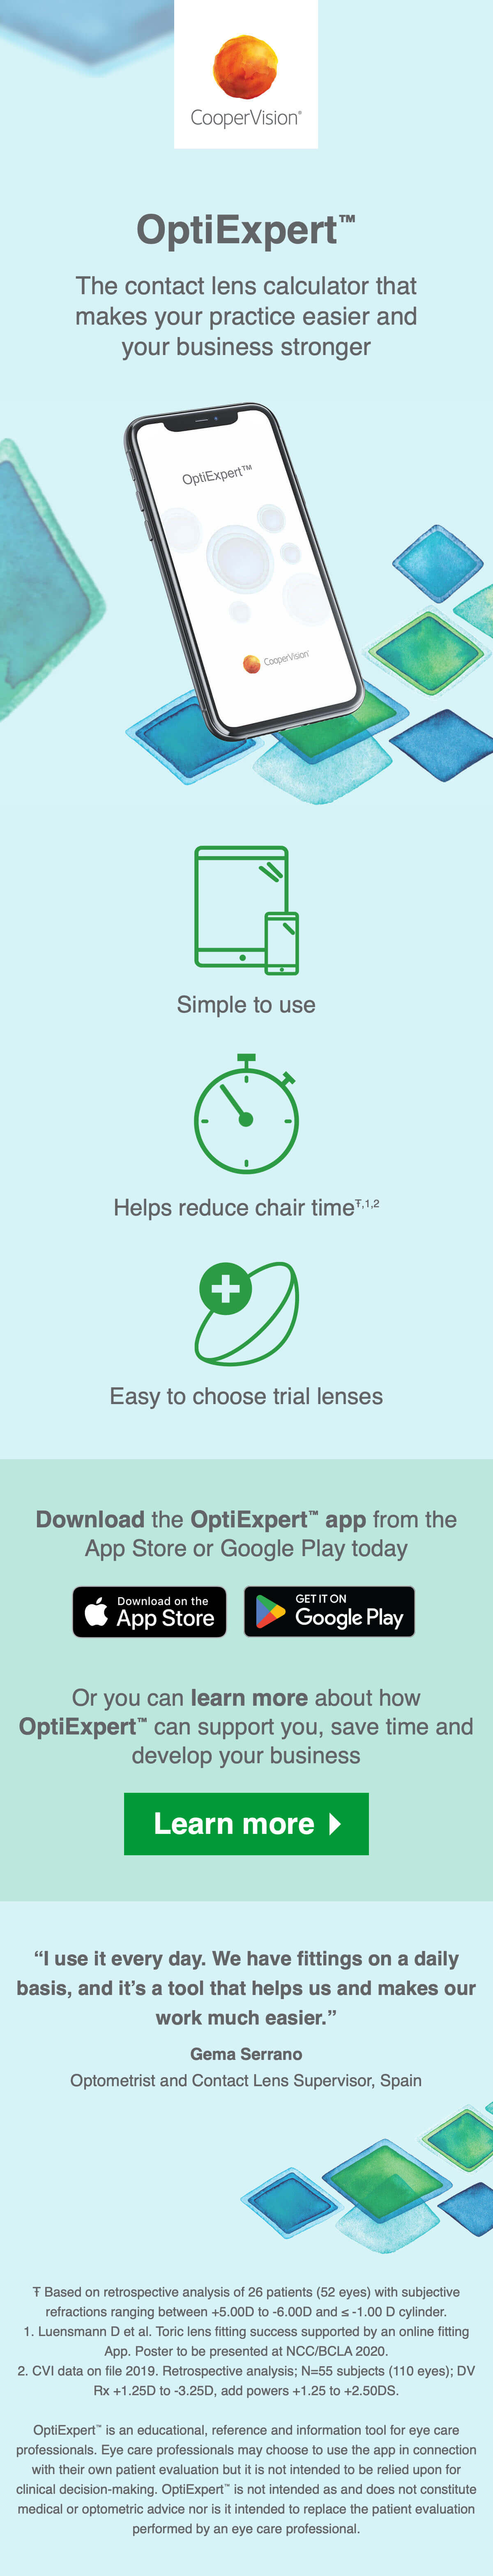 CooperVision®
OptiExpert™
The contact lens calculator that
makes your practice easier and
your business stronger
OptiExpert™
CooperVision®
Simple to use
Helps reduce chair timeŦ,1,2
Easy to choose trial lenses
Download the OptiExpert™ app from the
App Store or Google Play today
Download on the
App Store
GET IT ON
Google Play
Or you can learn more about how
OptiExpert™ can support you, save time and
develop your business
Learn more
“I use it every day. We have fittings on a daily
basis, and it’s a tool that helps us and makes our
work much easier.”
Gema Serrano
Optometrist and Contact Lens Supervisor, Spain
Ŧ Based on retrospective analysis of 26 patients (52 eyes) with subjective
refractions ranging between +5.00D to -6.00D and ≤ -1.00 D cylinder.
1. Luensmann D et al. Toric lens fitting success supported by an online fitting
App. Poster to be presented at NCC/BCLA 2020.
2. CVI data on file 2019. Retrospective analysis; N=55 subjects (110 eyes); DV
Rx +1.25D to -3.25D, add powers +1.25 to +2.50DS.
OptiExpert™ is an educational, reference and information tool for eye care
professionals. Eye care professionals may choose to use the app in connection
with their own patient evaluation but it is not intended to be relied upon for
clinical decision-making. OptiExpert™ is not intended as and does not constitute
medical or optometric advice nor is it intended to replace the patient evaluation
performed by an eye care professional.